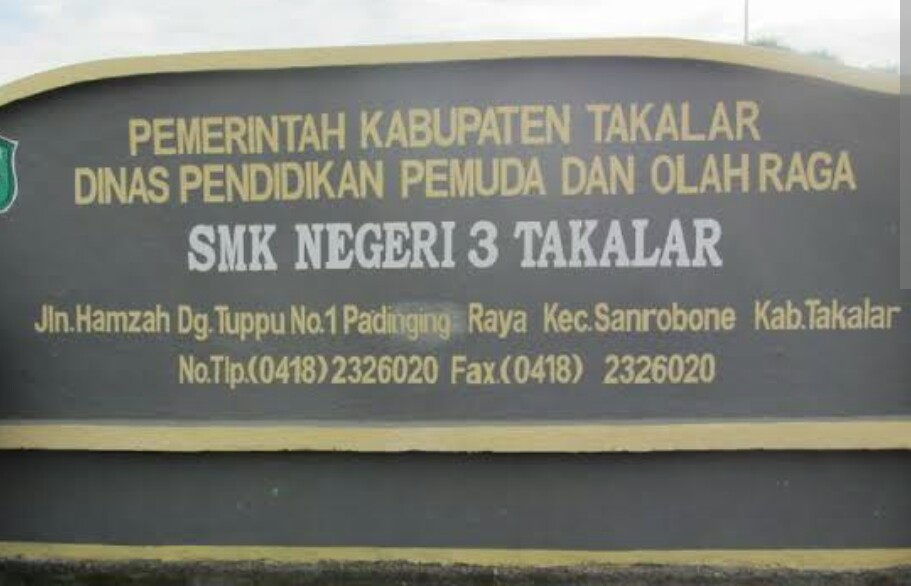 PEMERINTAH KABUPATEN TAKALAR
DINAS PENDIDIKAN PEMUDA DAN OLAH RAGA
SMK NEGERI 3 TAKALAR
Jln.Hamzah Dg.Tuppu No.1 Padinging Raya Kec.Sanrobone Kab.Takalar
No.Tlp.(0418) 2326020 Fax.(0418) 2326020